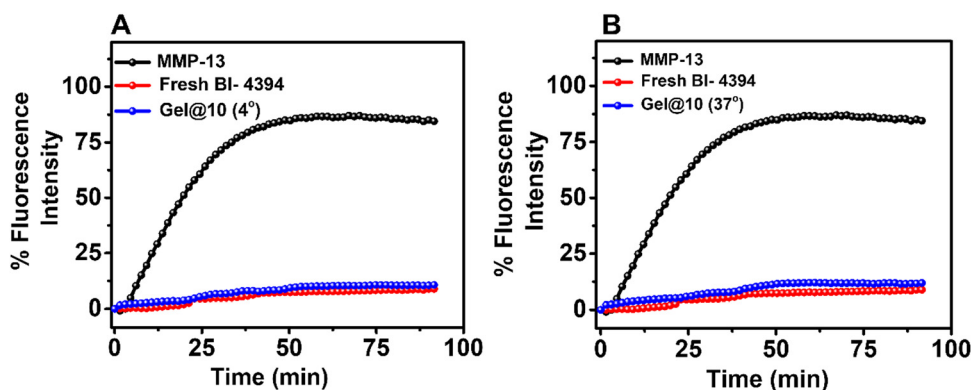 A
MMP-13
Fresh BI- 4394
Gel@10 (4°)
% Fluorescence
Intensity
100
75
50
25
0
0 25 50 75 100
Time (min)
B
MMP-13
Fresh BI- 4394
Gel@10 (37°)
% Fluorescence
Intensity
100
75
50
25
0
0 25 50 75 100
Time (min)